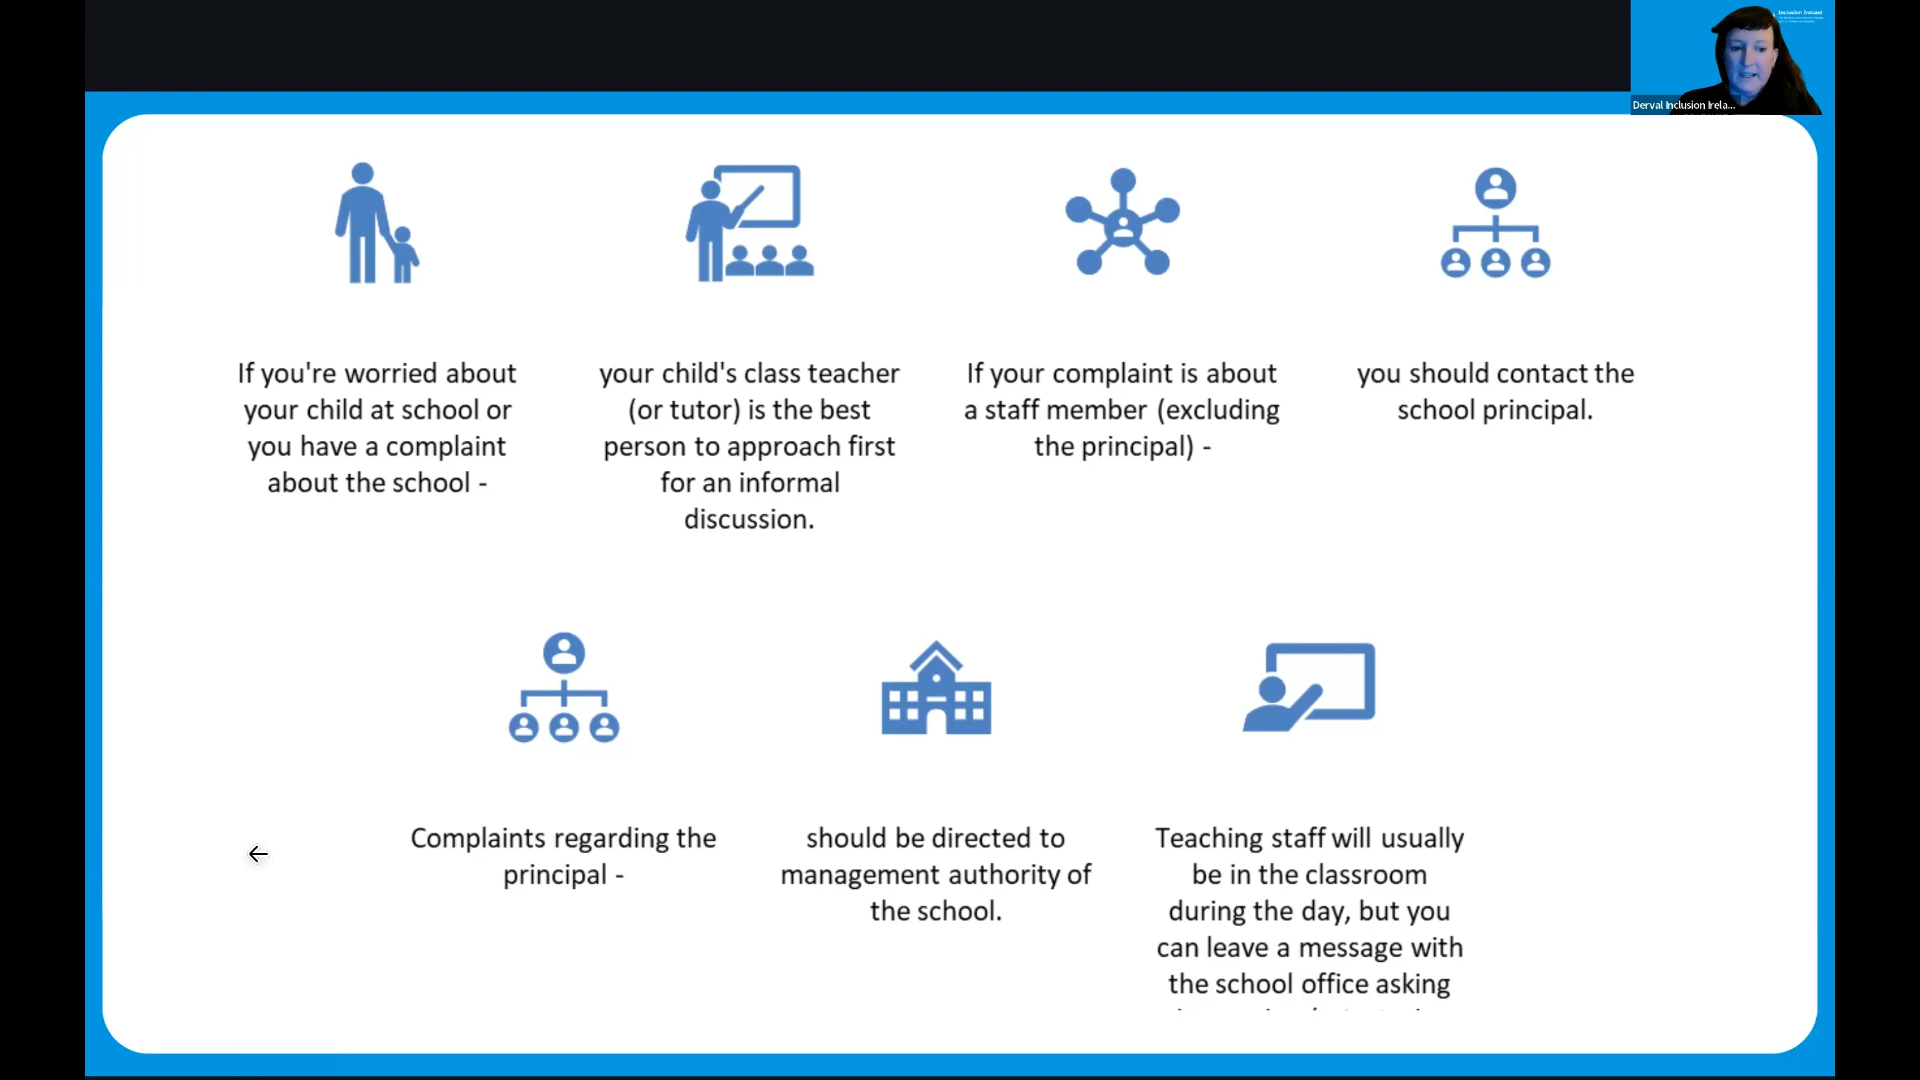 Inclusion Ireland
Derval Inclusion Irela...
If you're worried about
your child at school or
you have a complaint
about the school -
your child's class teacher
(or tutor) is the best
person to approach first
for an informal
discussion.
If your complaint is about
a staff member (excluding
the principal) -
you should contact the
school principal.
Complaints regarding the
principal -
should be directed to
management authority of
the school.
Teaching staff will usually
be in the classroom
during the day, but you
can leave a message with
the school office asking